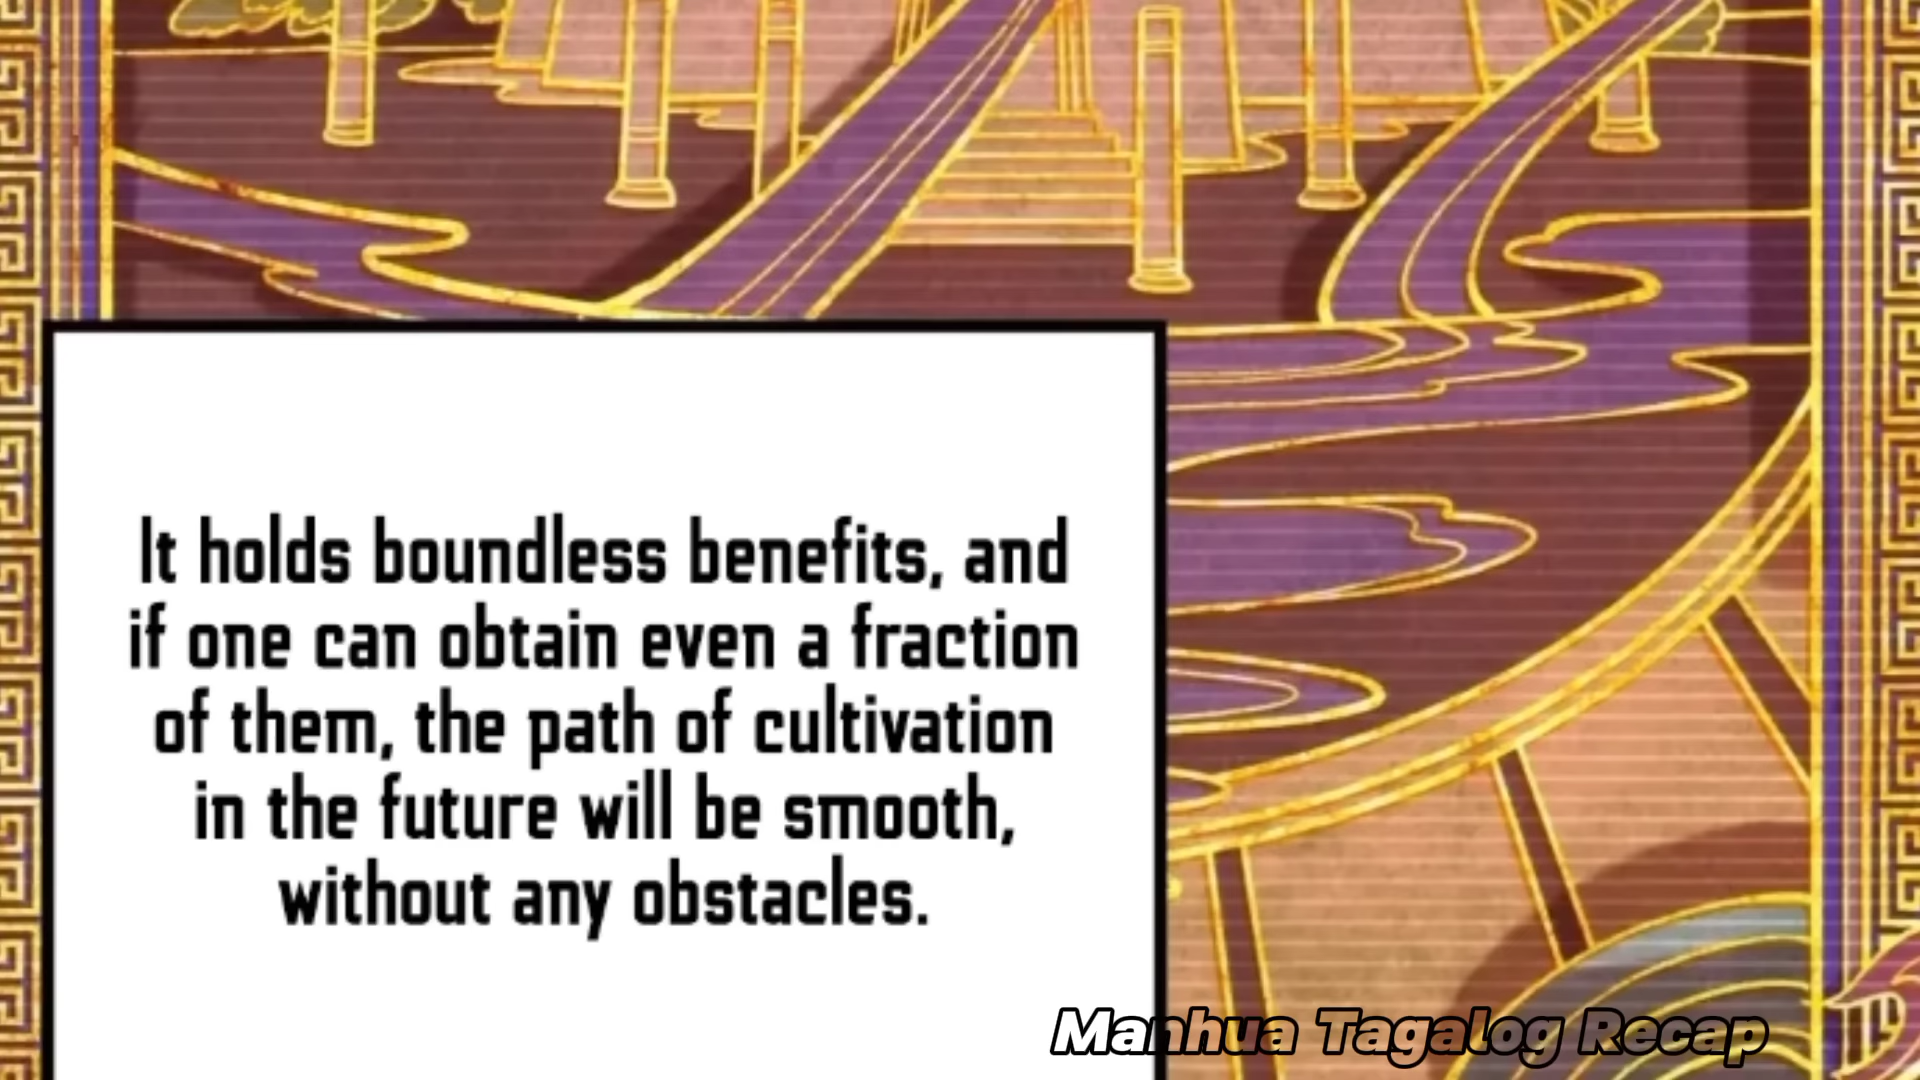 It holds boundless benefits, and
if one can obtain even a fraction
of them, the path of cultivation
in the future will be smooth,
without any obstacles.
Manhua Tagalog Recap